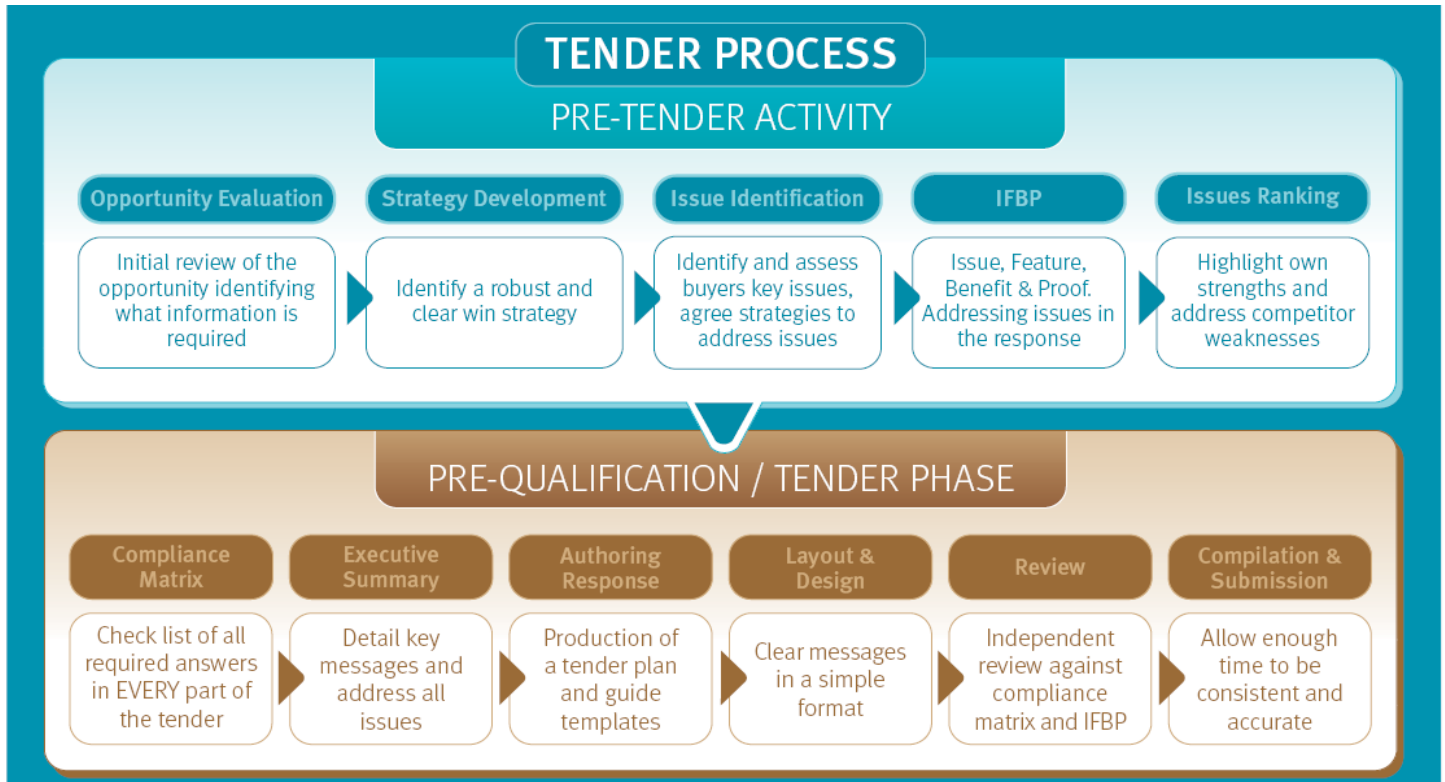 TENDER PROCESS
PRE-TENDER ACTIVITY
Opportunity Evaluation
Initial review of the
opportunity identifying
what information is
required
Strategy Development
Identify a robust and
clear win strategy
Issue Identification
Identify and assess
buyers key issues,
agree strategies to
address issues
IFBP
Issue, Feature,
Benefit & Proof.
Addressing issues in
the response
Issues Ranking
Highlight own
strengths and
address competitor
weaknesses
PRE-QUALIFICATION / TENDER PHASE
Compliance
Matrix
Check list of all
required answers
in EVERY part of
the tender
Executive
Summary
Detail key
messages and
address all
issues
Authoring
Response
Production of
a tender plan
and guide
templates
Layout &
Design
Clear messages
in a simple
format
Review
Independent
review against
compliance
matrix and IFBP
Compilation &
Submission
Allow enough
time to be
consistent and
accurate